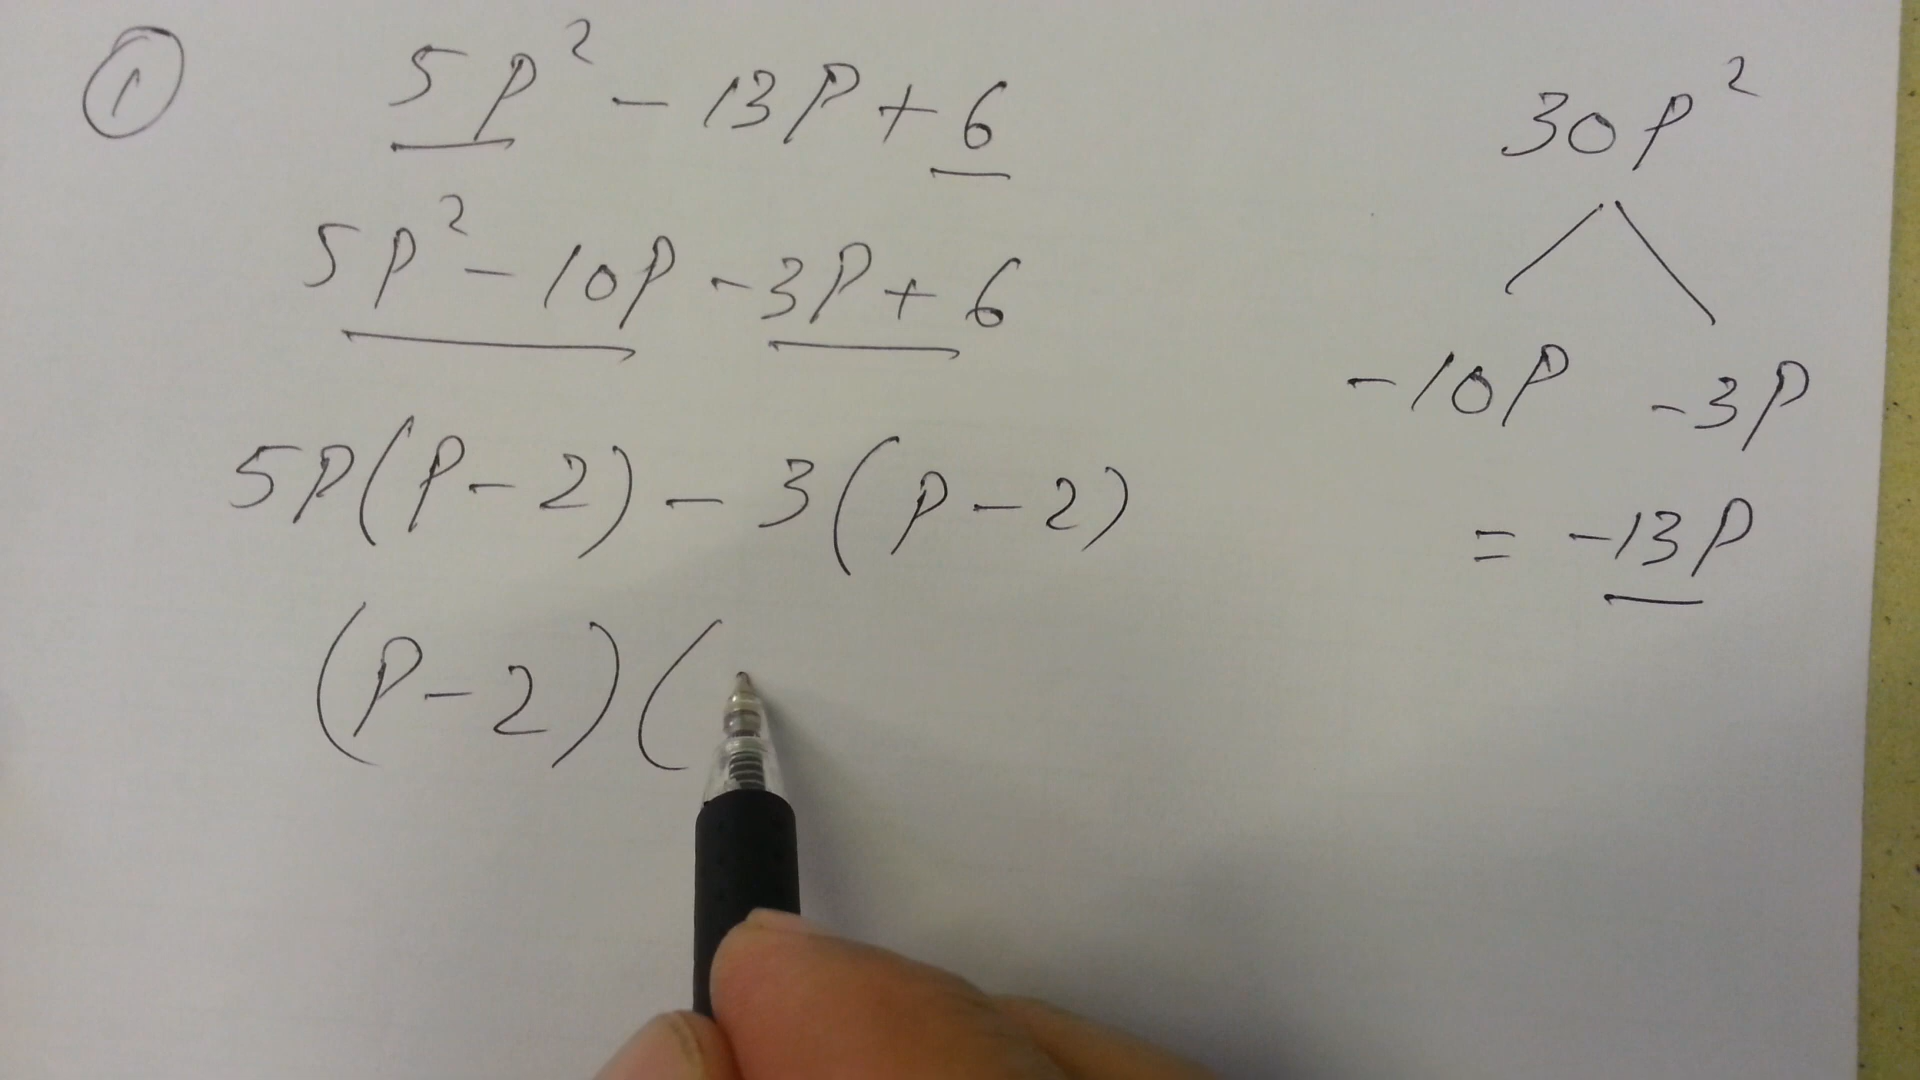 ① 5P² - 13P + 6
5P² - 10P - 3P + 6
5P(P - 2) - 3(P - 2)
(P - 2)(
30P²
-10P -3P
= -13P